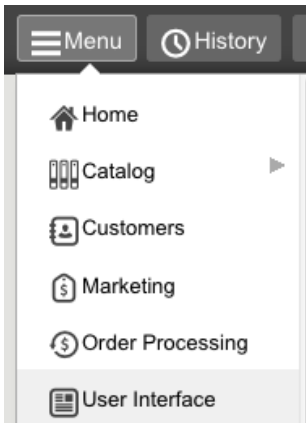 Menu History
Home
Catalog
Customers
Marketing
Order Processing
User Interface